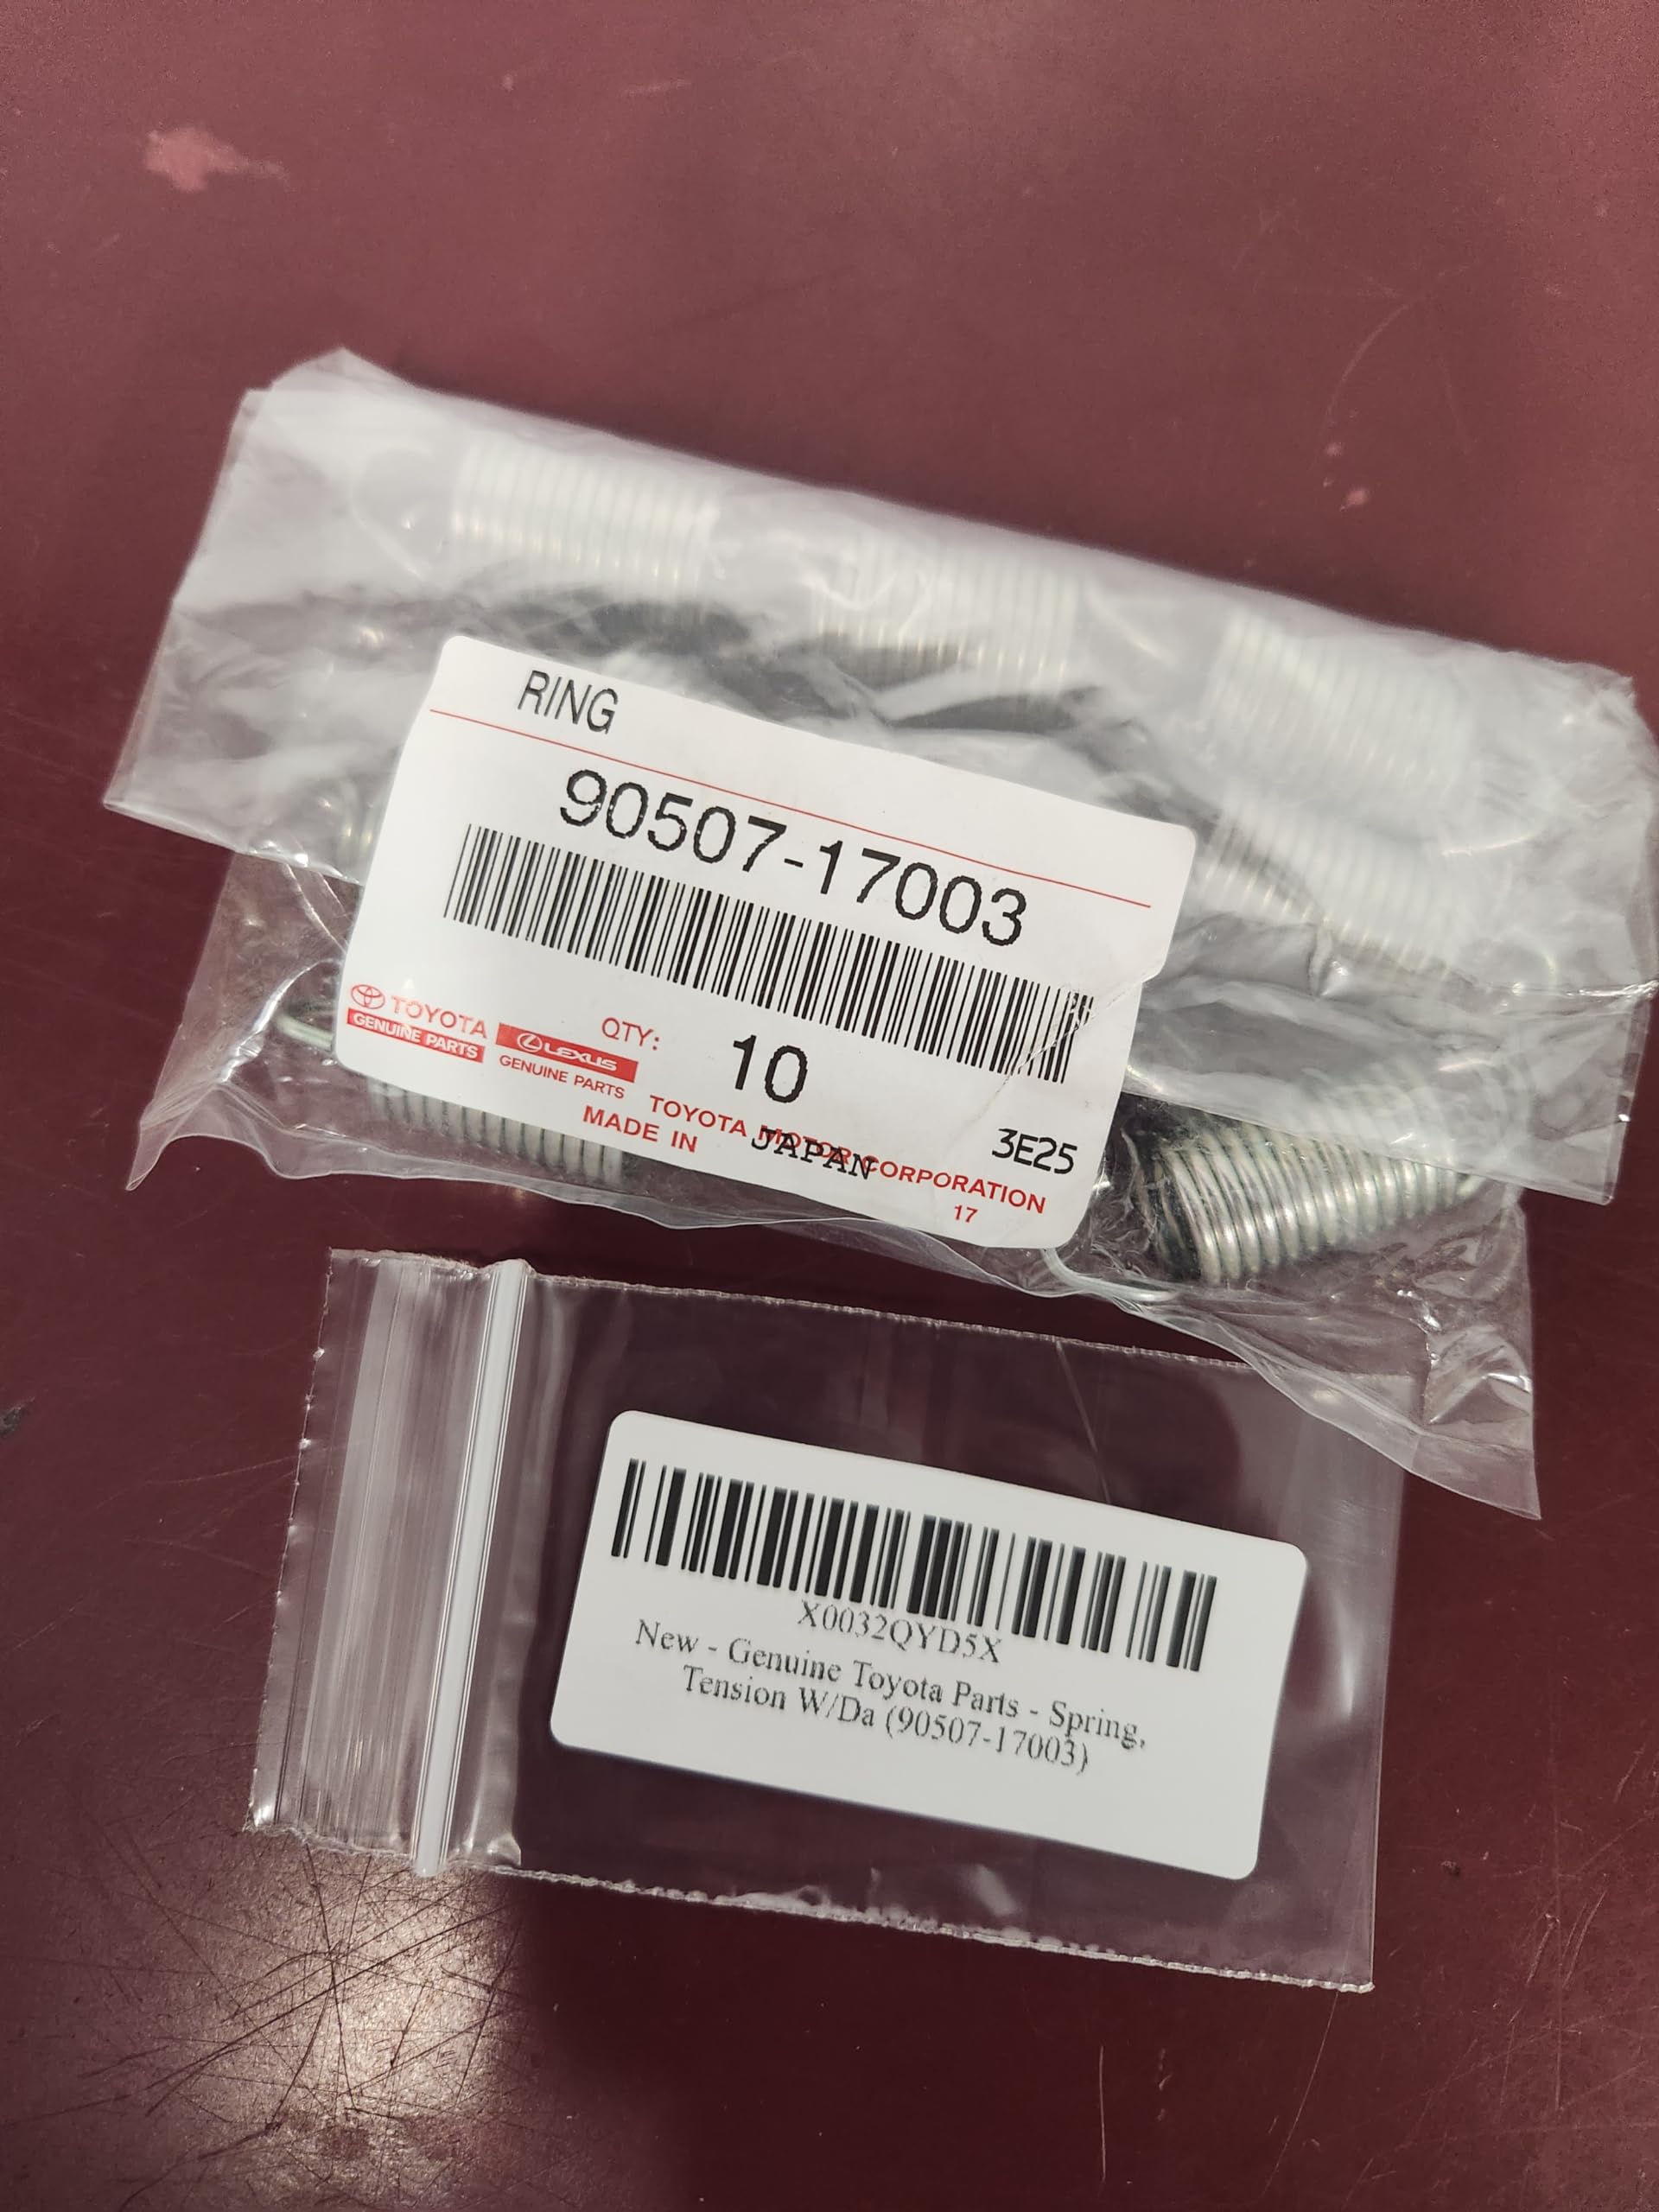 RING
90507-17003
TOYOTA
GENUINE PARTS
LEXUS
GENUINE PARTS
QTY:
10
TOYOTA MOTOR CORPORATION
MADE IN
JAPAN
3E25
17
X0032QYD5X
New - Genuine Toyota Parts - Spring,
Tension W/Da (90507-17003)